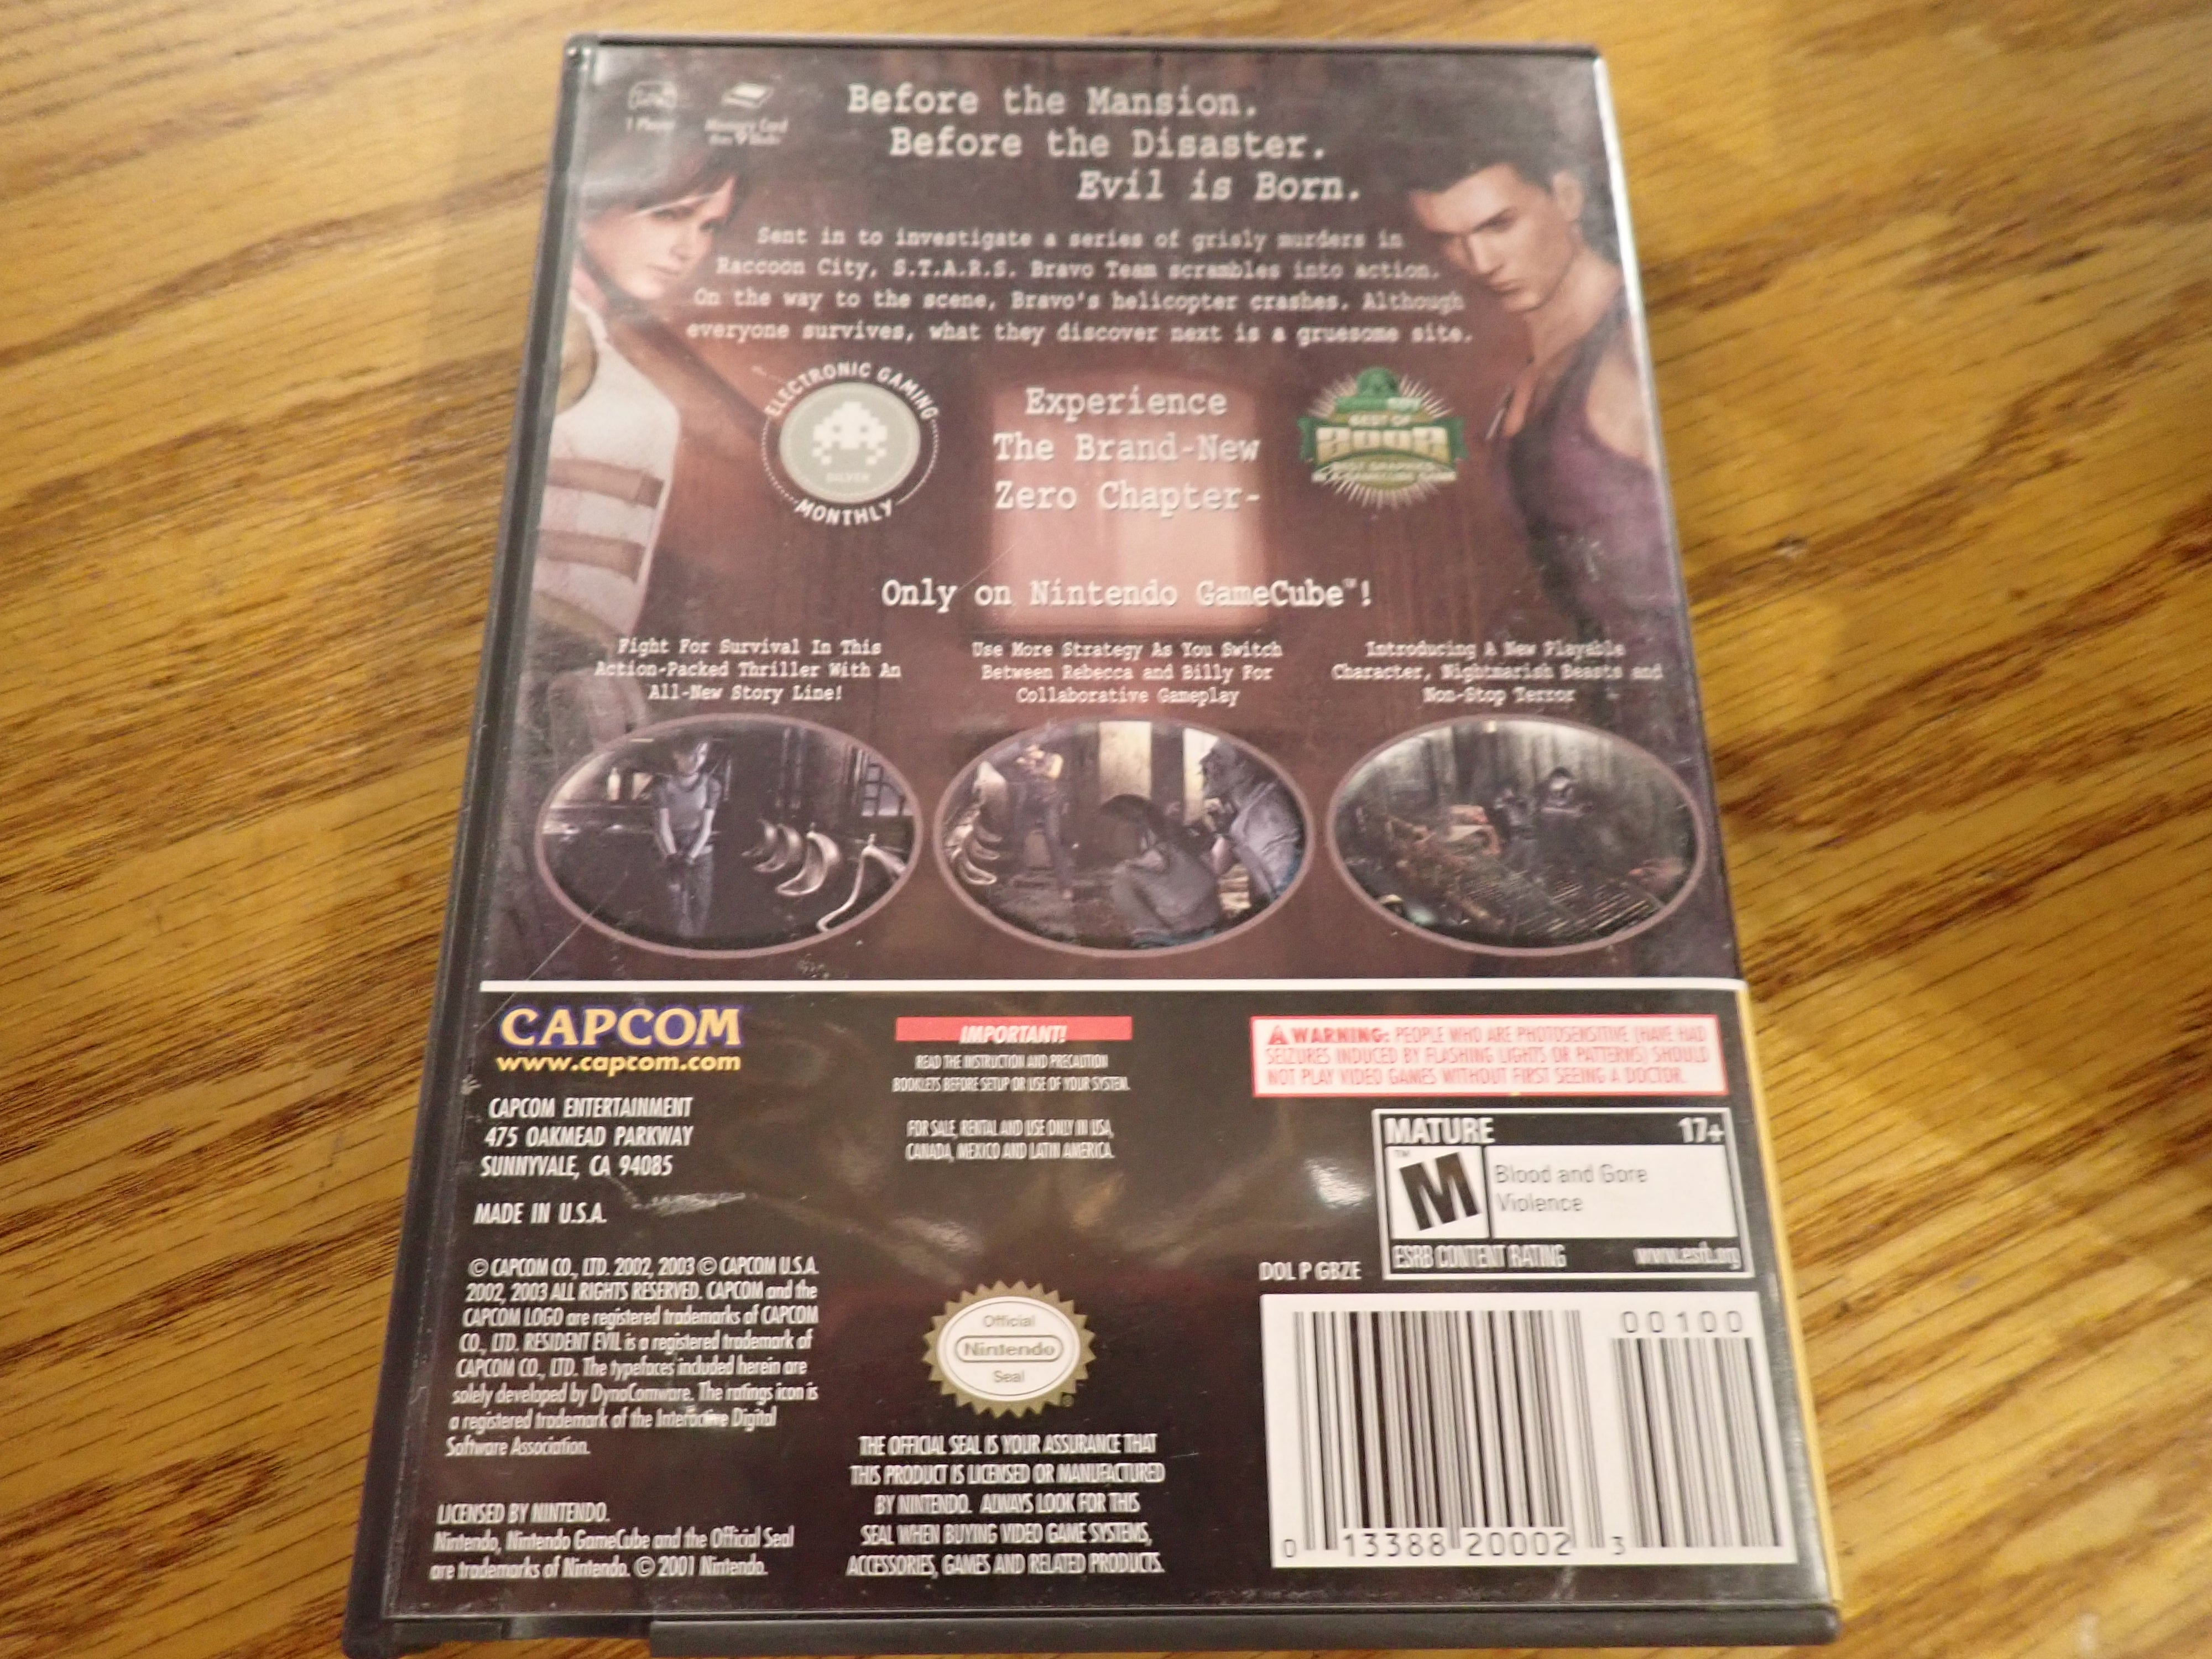 1 Player
Memory Card
Before the Mansion.
Before the Disaster.
Evil is Born.
Sent in to investigate a series of grisly murders in
Raccoon City, S.T.A.R.S. Bravo Team scrambles into action.
On the way to the scene, Bravo's helicopter crashes. Although
everyone survives, what they discover next is a gruesome site.
ELECTRONIC GAMING
SILVER
MONTHLY
Experience
The Brand-New
Zero Chapter-
BEST OF
2002
BEST GRAPHICS
Only on Nintendo GameCube™!
Fight For Survival In This
Action-Packed Thriller With An
All-New Story Line!
Use More Strategy As You Switch
Between Rebecca and Billy For
Collaborative Gameplay
Introducing A New Playable
Character, Nightmarish Beasts and
Non-Stop Terror
CAPCOM
www.capcom.com
CAPCOM ENTERTAINMENT
475 OAKMEAD PARKWAY
SUNNYVALE, CA 94085
MADE IN U.S.A.
© CAPCOM CO., LTD. 2002, 2003 © CAPCOM U.S.A.
2002, 2003 ALL RIGHTS RESERVED. CAPCOM and the
CAPCOM LOGO are registered trademarks of CAPCOM
CO., LTD. RESIDENT EVIL is a registered trademark of
CAPCOM CO., LTD. The typefaces included herein are
solely developed by DynaComware. The ratings icon is
a registered trademark of the Interactive Digital
Software Association.
LICENSED BY NINTENDO.
Nintendo, Nintendo GameCube and the Official Seal
are trademarks of Nintendo. © 2001 Nintendo.
IMPORTANT!
READ THE INSTRUCTION AND PRECAUTION
BOOKLETS BEFORE SETUP OR USE OF YOUR SYSTEM.
FOR SALE, RENTAL AND USE ONLY IN USA,
CANADA, MEXICO AND LATIN AMERICA.
Official
Nintendo
Seal
THE OFFICIAL SEAL IS YOUR ASSURANCE THAT
THIS PRODUCT IS LICENSED OR MANUFACTURED
BY NINTENDO. ALWAYS LOOK FOR THIS
SEAL WHEN BUYING VIDEO GAME SYSTEMS,
ACCESSORIES, GAMES AND RELATED PRODUCTS.
WARNING: PEOPLE WHO ARE PHOTOSENSITIVE (HAVE HAD
SEIZURES INDUCED BY FLASHING LIGHTS OR PATTERNS) SHOULD
NOT PLAY VIDEO GAMES WITHOUT FIRST SEEING A DOCTOR.
MATURE 17+
M™
Blood and Gore
Violence
ESRB CONTENT RATING www.esrb.org
DOL P GBZE
00100
0 13388 20002 3